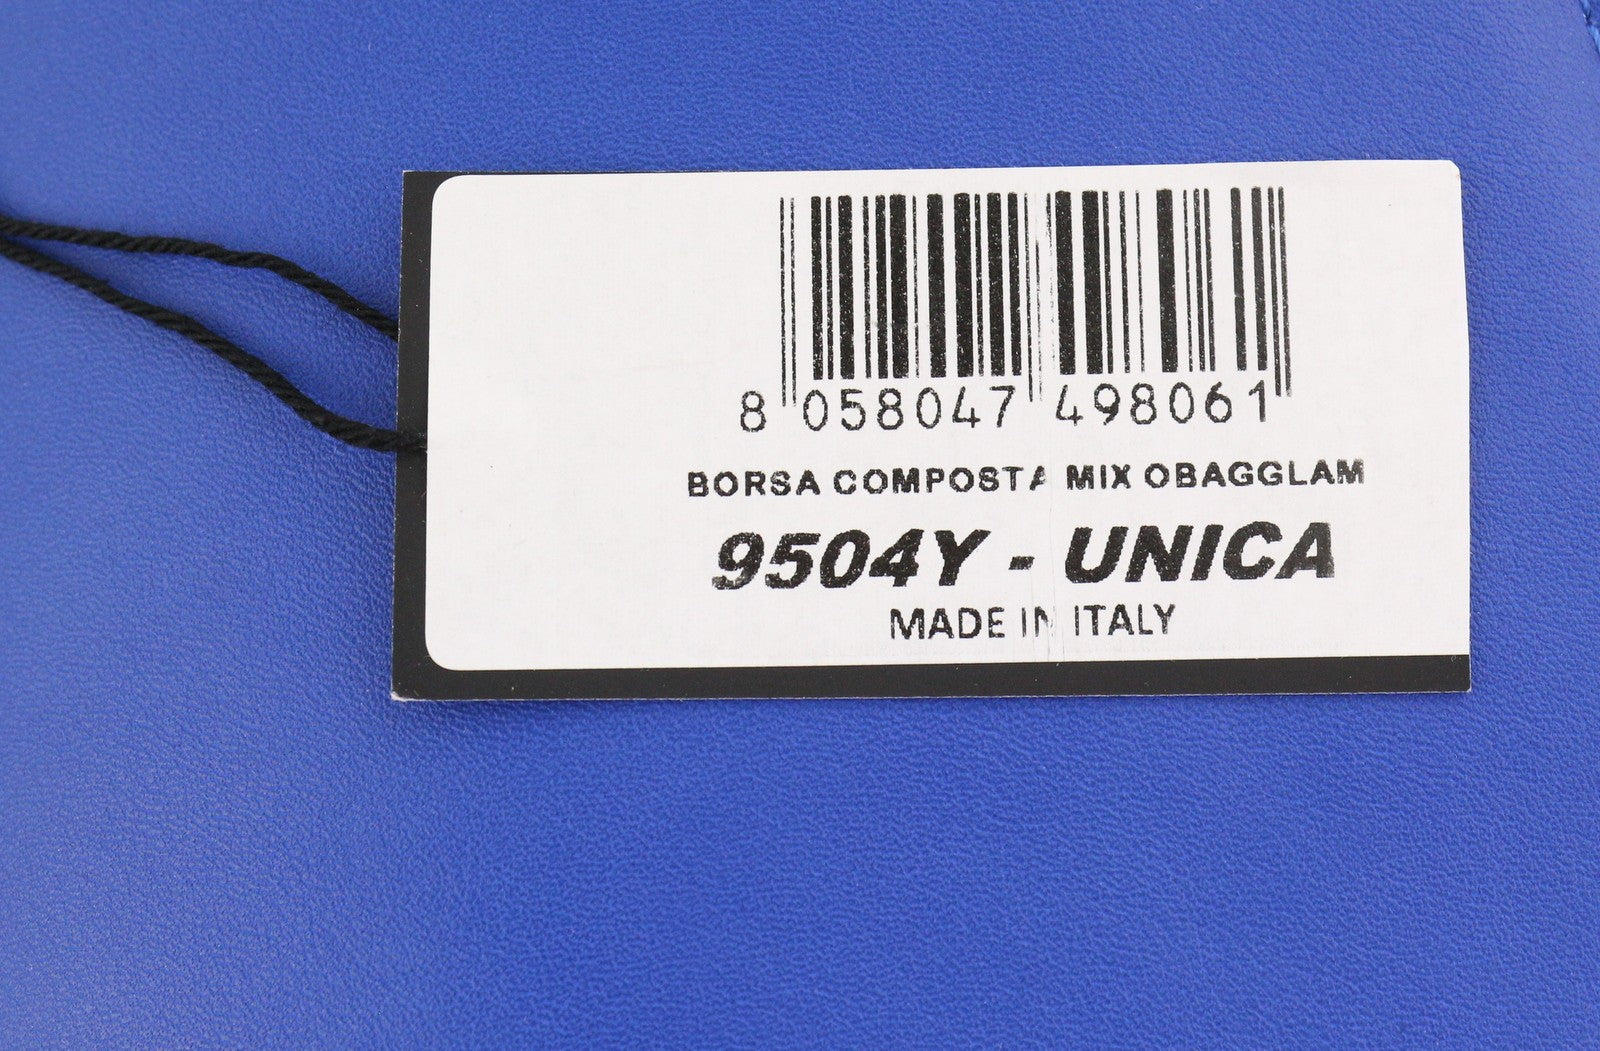 8 058047 498061
BORSA COMPOSTA MIX OBAGGLAM
9504Y - UNICA
MADE IN ITALY